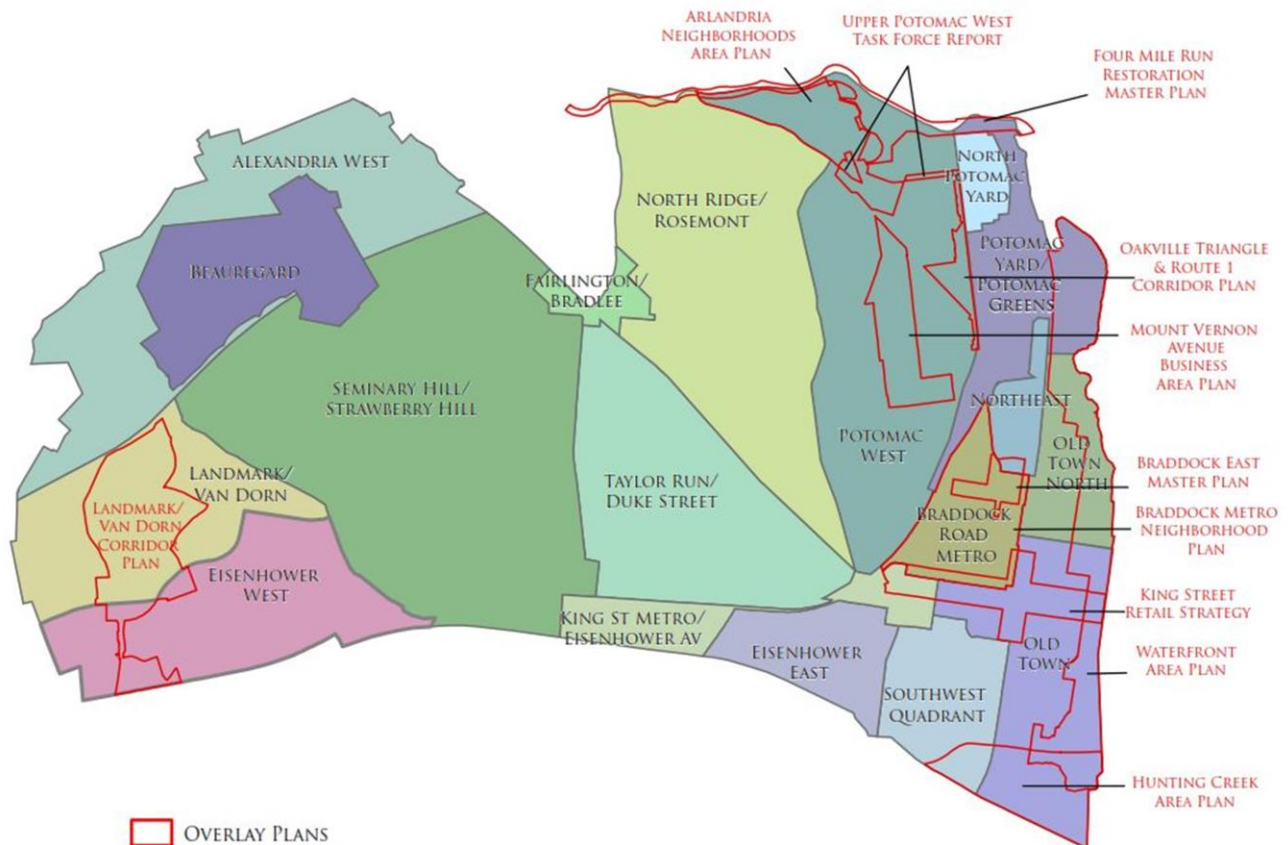 ARLANDRIA
NEIGHBORHOODS
AREA PLAN
UPPER POTOMAC WEST
TASK FORCE REPORT
FOUR MILE RUN
RESTORATION
MASTER PLAN
ALEXANDRIA WEST
NORTH
POTOMAC
YARD
NORTH RIDGE/
ROSEMONT
BEAUREGARD
FAIRLINGTON/
BRADLEE
POTOMAC
YARD/
POTOMAC
GREENS
OAKVILLE TRIANGLE
& ROUTE 1
CORRIDOR PLAN
MOUNT VERNON
AVENUE
BUSINESS
AREA PLAN
SEMINARY HILL/
STRAWBERRY HILL
NORTHEAST
POTOMAC
WEST
OLD
TOWN
NORTH
LANDMARK/
VAN DORN
TAYLOR RUN/
DUKE STREET
BRADDOCK EAST
MASTER PLAN
LANDMARK/
VAN DORN
CORRIDOR
PLAN
BRADDOCK
ROAD
METRO
BRADDOCK METRO
NEIGHBORHOOD
PLAN
EISENHOWER
WEST
KING STREET
RETAIL STRATEGY
KING ST METRO/
EISENHOWER AV
EISENHOWER
EAST
OLD
TOWN
WATERFRONT
AREA PLAN
SOUTHWEST
QUADRANT
HUNTING CREEK
AREA PLAN
OVERLAY PLANS